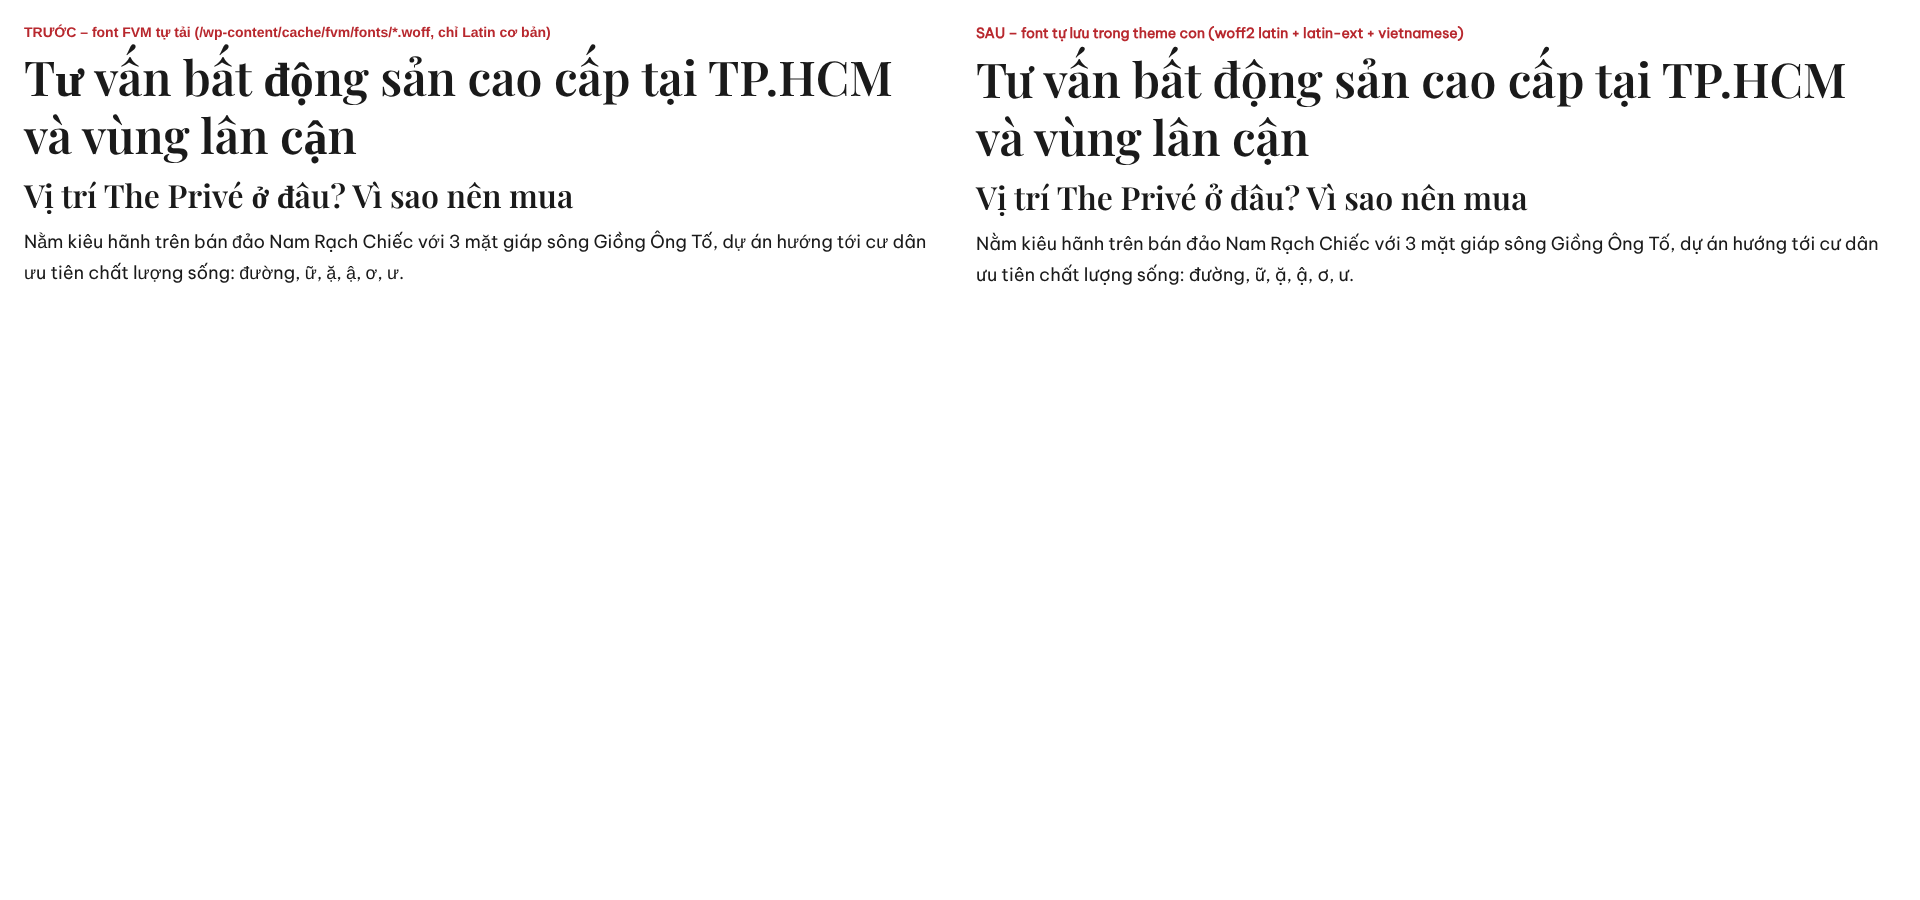 TRƯỚC – font FVM tự tải (/wp-content/cache/fvm/fonts/*.woff, chỉ Latin cơ bản)
Tư vấn bất động sản cao cấp tại TP.HCM
và vùng lân cận
Vị trí The Privé ở đâu? Vì sao nên mua
Nằm kiêu hãnh trên bán đảo Nam Rạch Chiếc với 3 mặt giáp sông Giồng Ông Tố, dự án hướng tới cư dân
ưu tiên chất lượng sống: đường, ữ, ặ, ậ, ơ, ư.
SAU – font tự lưu trong theme con (woff2 latin + latin-ext + vietnamese)
Tư vấn bất động sản cao cấp tại TP.HCM
và vùng lân cận
Vị trí The Privé ở đâu? Vì sao nên mua
Nằm kiêu hãnh trên bán đảo Nam Rạch Chiếc với 3 mặt giáp sông Giồng Ông Tố, dự án hướng tới cư dân
ưu tiên chất lượng sống: đường, ữ, ặ, ậ, ơ, ư.